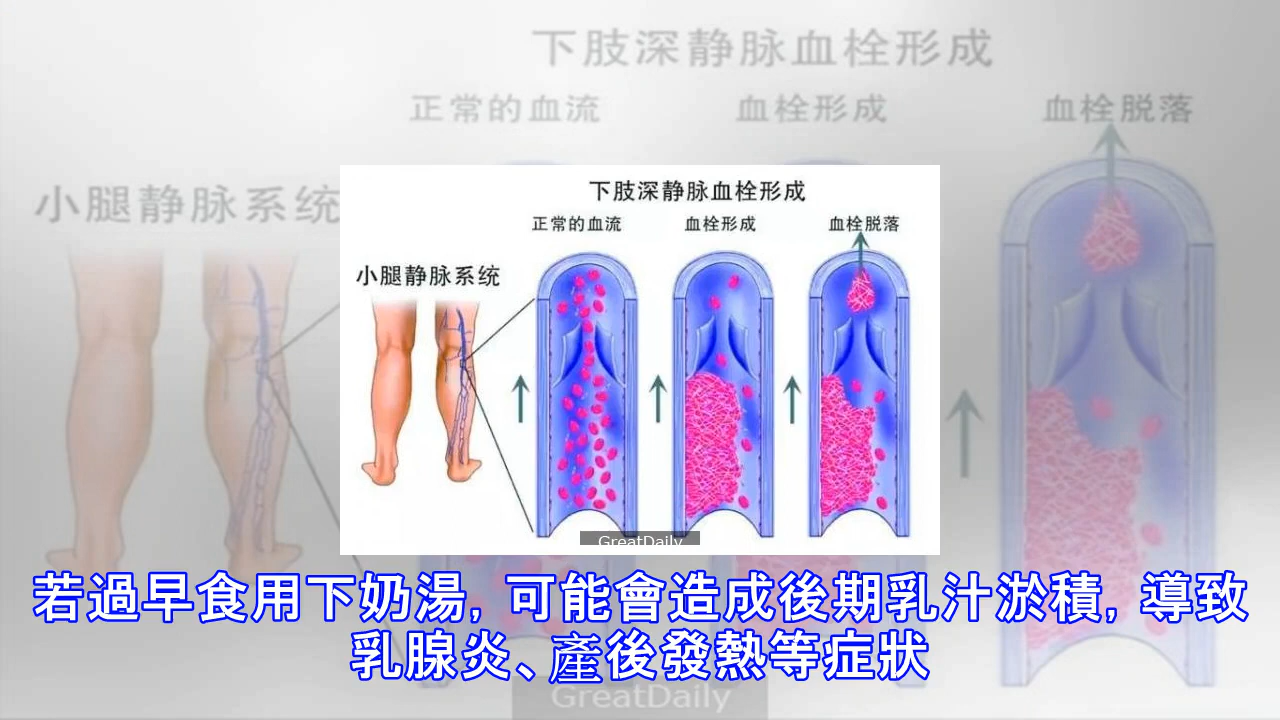 下肢深静脉血栓形成
正常的血流
血栓形成
血栓脱落
小腿静脉系统
下肢深静脉血栓形成
正常的血流
血栓形成
血栓脱落
小腿静脉系统
GreatDaily
若過早食用下奶湯, 可能會造成後期乳汁淤積, 導致
乳腺炎、產後發熱等症狀
GreatDaily